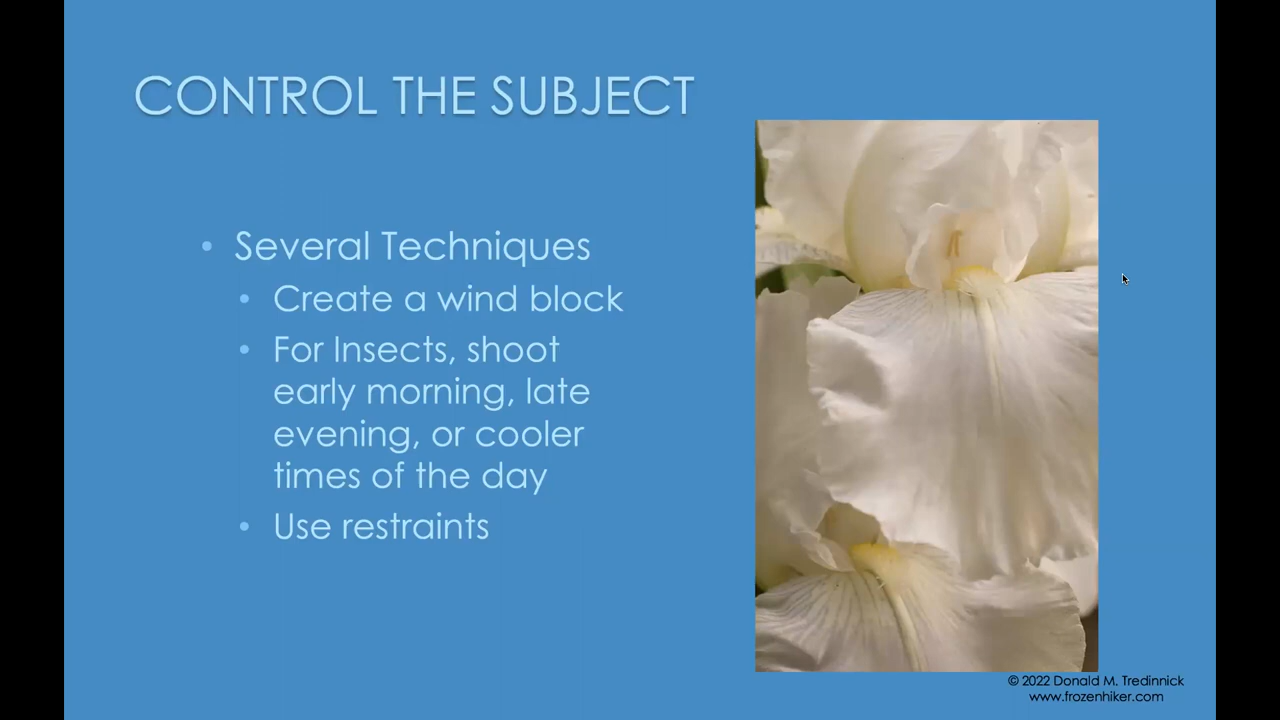 CONTROL THE SUBJECT
• Several Techniques
• Create a wind block
• For Insects, shoot
early morning, late
evening, or cooler
times of the day
• Use restraints
© 2022 Donald M. Tredinnick
www.frozenhiker.com